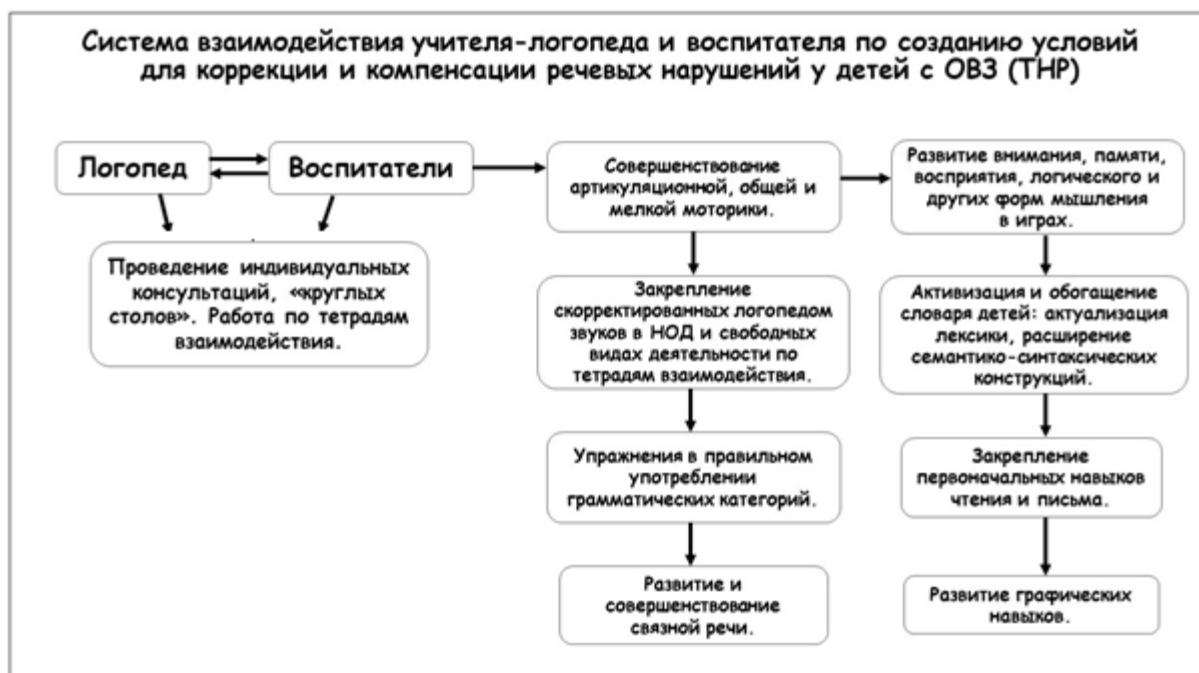 Система взаимодействия учителя-логопеда и воспитателя по созданию условий
для коррекции и компенсации речевых нарушений у детей с ОВЗ (ТНР)
Логопед
Воспитатели
Проведение индивидуальных
консультаций, «круглых
столов». Работа по тетрадям
взаимодействия.
Совершенствование
артикуляционной, общей и
мелкой моторики.
Закрепление
скорректированных логопедом
звуков в НОД и свободных
видах деятельности по
тетрадям взаимодействия.
Упражнения в правильном
употреблении
грамматических категорий.
Развитие и
совершенствование
связной речи.
Развитие внимания, памяти,
восприятия, логического и
других форм мышления
в играх.
Активизация и обогащение
словаря детей: актуализация
лексики, расширение
семантико-синтаксических
конструкций.
Закрепление
первоначальных навыков
чтения и письма.
Развитие графических
навыков.